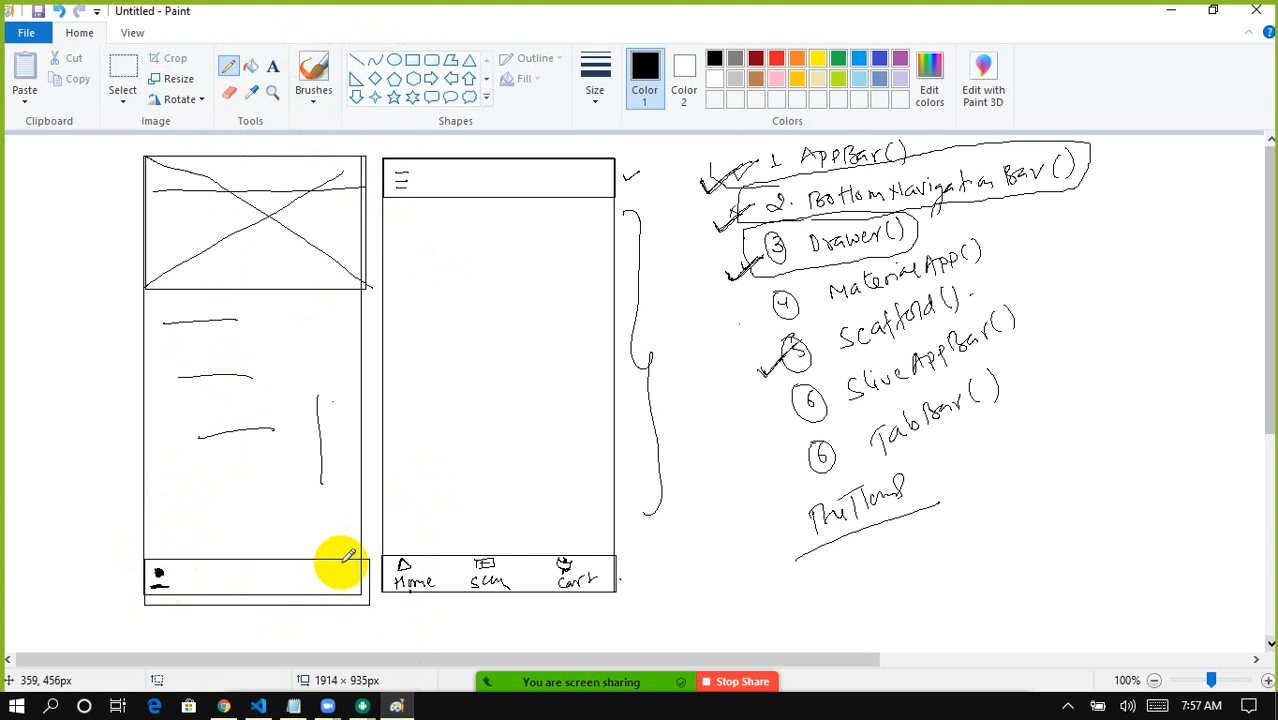 Untitled - Paint
File
Home
View
Paste
Cut
Copy
Clipboard
Select
Crop
Resize
Rotate
Image
Tools
Brushes
Shapes
Outline
Fill
Size
Color 1
Color 2
Edit colors
Edit with Paint 3D
Colors
1 AppBar()
2. BottomNavigation Bar()
3 Drawer()
4 MaterialApp()
5 Scaffold().
6 SliveAppBar()
6 TabBar()
Home
Cart
359, 456px
1914 × 935px
You are screen sharing
Stop Share
100%
7:57 AM